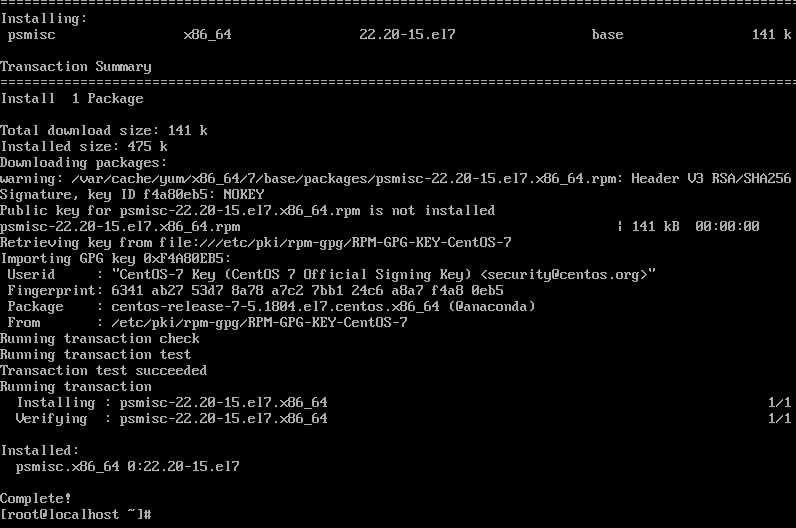 ================================================================================
Installing:
 psmisc                x86_64                22.20-15.el7                 base                141 k

Transaction Summary
================================================================================
Install  1 Package

Total download size: 141 k
Installed size: 475 k
Downloading packages:
warning: /var/cache/yum/x86_64/7/base/packages/psmisc-22.20-15.el7.x86_64.rpm: Header V3 RSA/SHA256
Signature, key ID f4a80eb5: NOKEY
Public key for psmisc-22.20-15.el7.x86_64.rpm is not installed
psmisc-22.20-15.el7.x86_64.rpm                                               | 141 kB  00:00:00
Retrieving key from file:///etc/pki/rpm-gpg/RPM-GPG-KEY-CentOS-7
Importing GPG key 0xF4A80EB5:
 Userid     : "CentOS-7 Key (CentOS 7 Official Signing Key) <security@centos.org>"
 Fingerprint: 6341 ab27 53d7 8a78 a7c2 7bb1 24c6 a8a7 f4a8 0eb5
 Package    : centos-release-7-5.1804.el7.centos.x86_64 (@anaconda)
 From       : /etc/pki/rpm-gpg/RPM-GPG-KEY-CentOS-7
Running transaction check
Running transaction test
Transaction test succeeded
Running transaction
  Installing : psmisc-22.20-15.el7.x86_64                                                       1/1
  Verifying  : psmisc-22.20-15.el7.x86_64                                                       1/1

Installed:
  psmisc.x86_64 0:22.20-15.el7

Complete!
[root@localhost ~]#